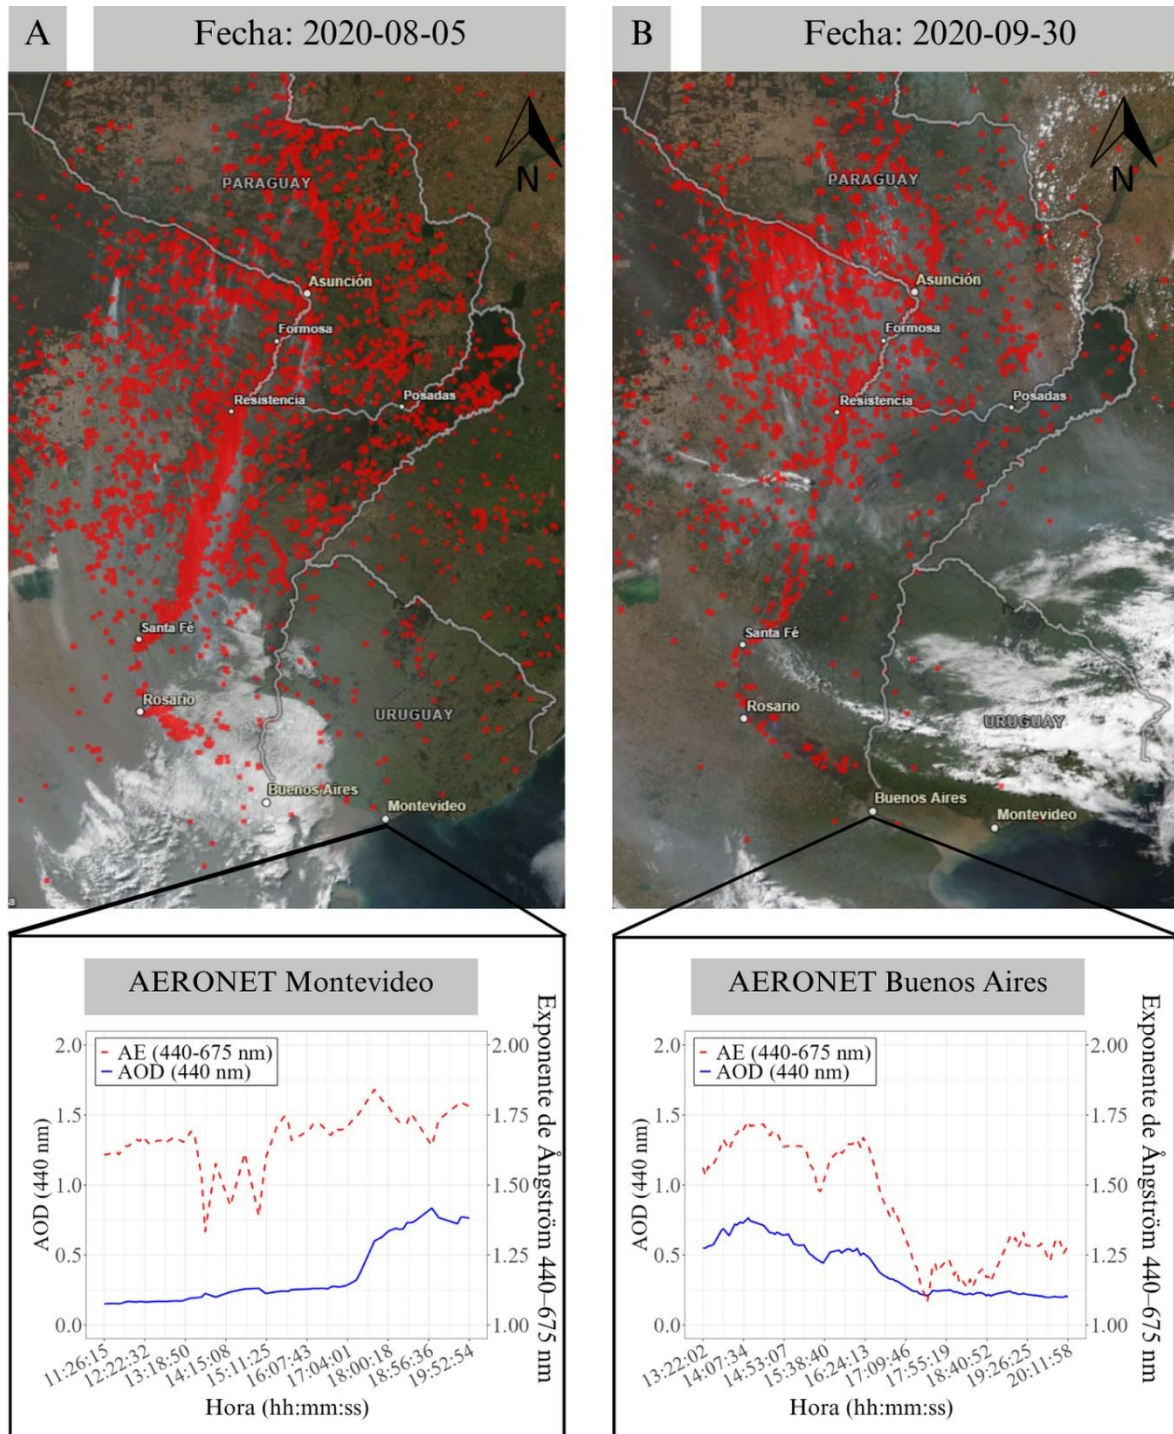 A
Fecha: 2020-08-05
N
PARAGUAY
Asunción
Formosa
Resistencia
Posadas
Santa Fé
Rosario
URUGUAY
Buenos Aires
Montevideo
AERONET Montevideo
AE (440-675 nm)
AOD (440 nm)
2.0
1.5
1.0
0.5
0.0
AOD (440 nm)
2.00
1.75
1.50
1.25
1.00
Exponente de Ångström 440–675 nm
11:26:15
12:22:32
13:18:50
14:15:08
15:11:25
16:07:43
17:04:01
18:00:18
18:56:36
19:52:54
Hora (hh:mm:ss)
B
Fecha: 2020-09-30
N
PARAGUAY
Asunción
Formosa
Resistencia
Posadas
Santa Fé
Rosario
URUGUAY
Buenos Aires
Montevideo
AERONET Buenos Aires
AE (440-675 nm)
AOD (440 nm)
2.0
1.5
1.0
0.5
0.0
AOD (440 nm)
2.00
1.75
1.50
1.25
1.00
Exponente de Ångström 440–675 nm
13:22:02
14:07:34
14:53:07
15:38:40
16:24:13
17:09:46
17:55:19
18:40:52
19:26:25
20:11:58
Hora (hh:mm:ss)